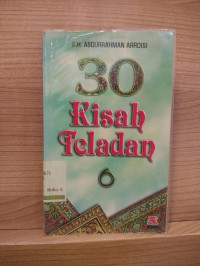 K.H. ABDURRAHMAN ARROISI
30
Kisah
Teladan
6